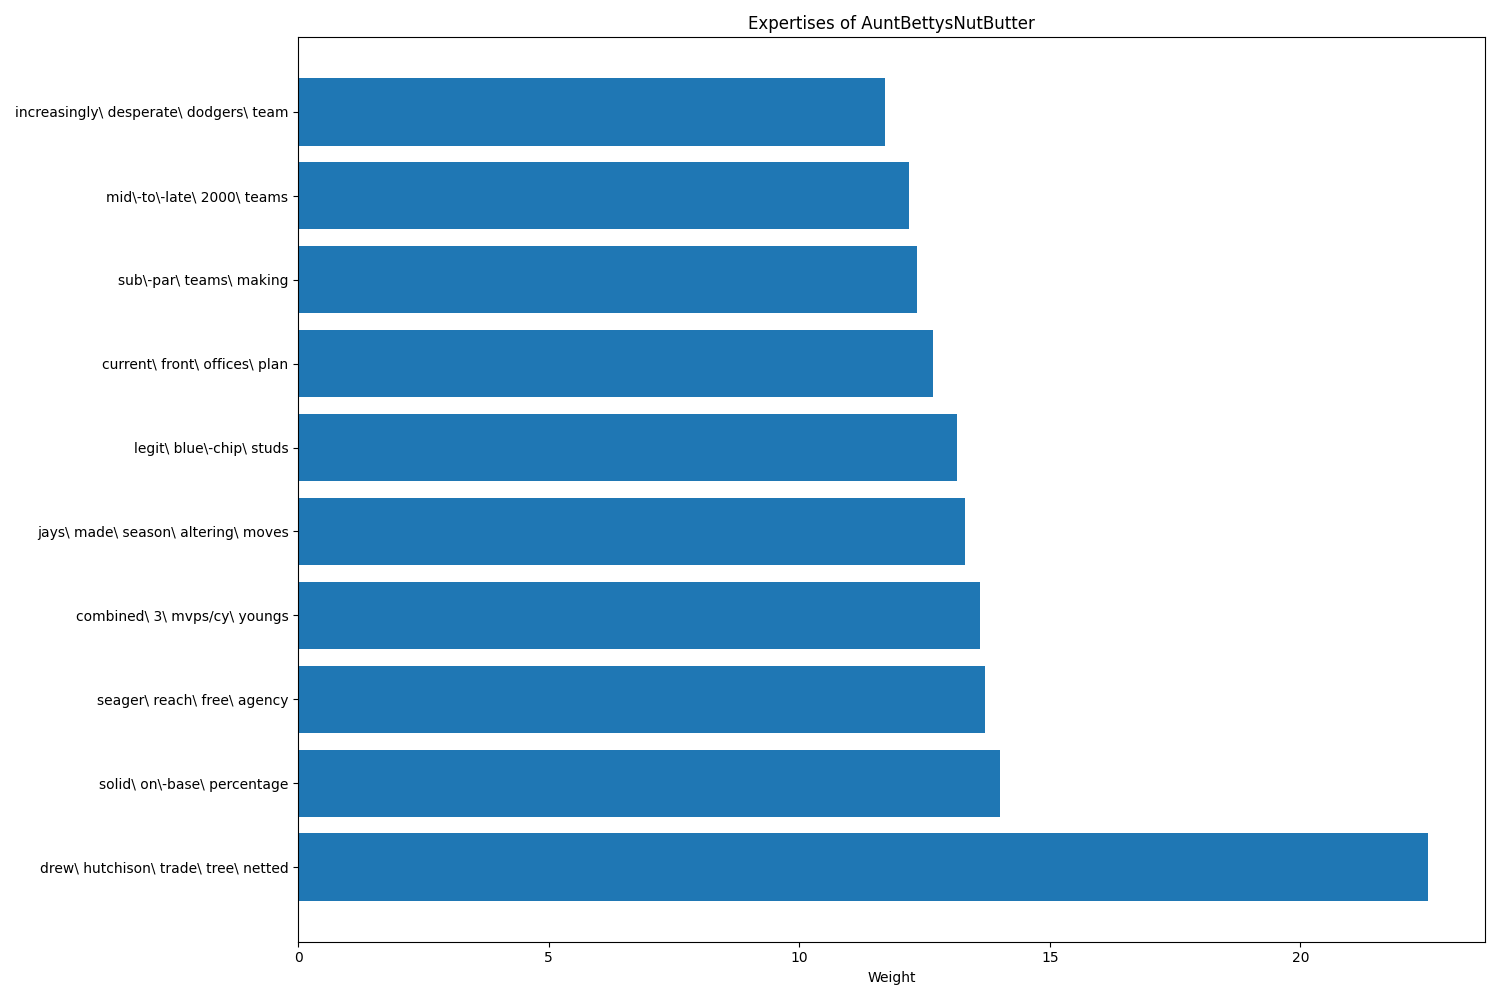 Expertises of AuntBettysNutButter
increasingly\ desperate\ dodgers\ team
mid\-to\-late\ 2000\ teams
sub\-par\ teams\ making
current\ front\ offices\ plan
legit\ blue\-chip\ studs
jays\ made\ season\ altering\ moves
combined\ 3\ mvps/cy\ youngs
seager\ reach\ free\ agency
solid\ on\-base\ percentage
drew\ hutchison\ trade\ tree\ netted
0 5 10 15 20
Weight